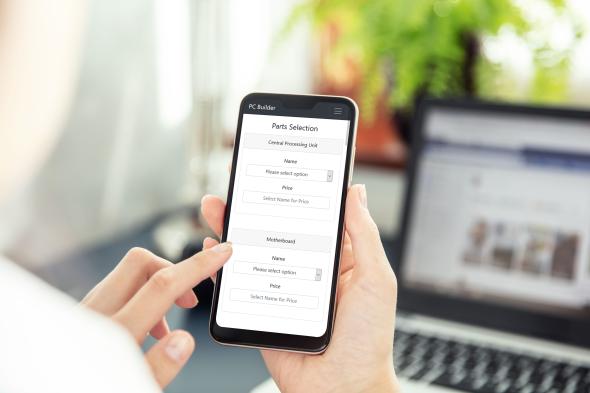 PC Builder
Parts Selection
Central Processing Unit
Name
Please select option
Price
Select Name for Price
Motherboard
Name
Please select option
Price
Select Name for Price